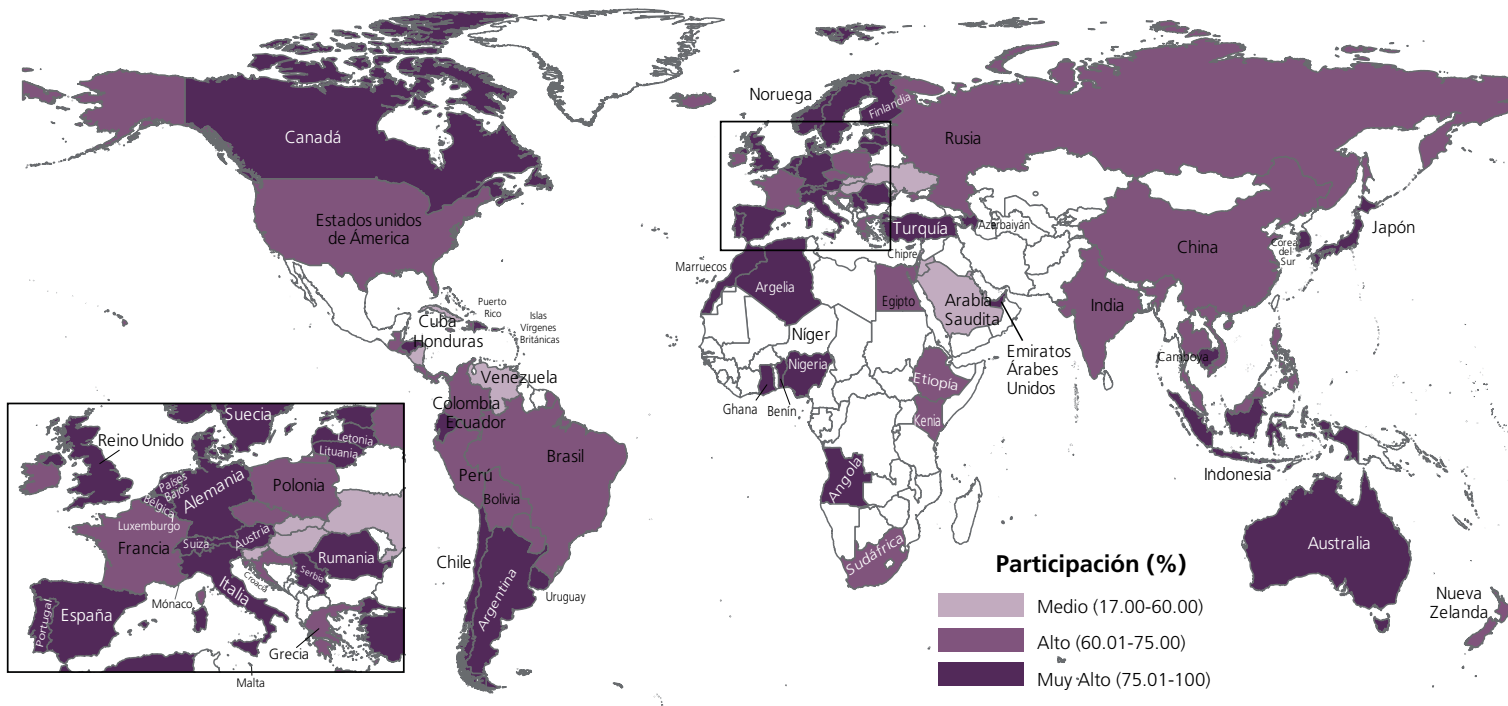 Canadá
Estados unidos
de Ámerica
Cuba
Honduras
Puerto
Rico
Islas
Vírgenes
Británicas
Venezuela
Colombia
Ecuador
Perú
Brasil
Bolivia
Chile
Argentina
Uruguay
Noruega
Finlandia
Rusia
Turquía
Azerbaiyán
Chipre
Marruecos
Argelia
Egipto
Arabia
Saudita
Níger
Nigeria
Ghana
Benín
Etiopía
Kenia
Emiratos
Árabes
Unidos
Angola
Sudáfrica
China
India
Corea
del
Sur
Japón
Camboya
Indonesia
Australia
Nueva
Zelanda
Suecia
Reino Unido
Letonia
Lituania
Países
Bajos
Bélgica
Alemania
Polonia
Luxemburgo
Francia
Suiza
Austria
Rumania
Serbia
Croacia
Italia
Mónaco
España
Portugal
Grecia
Malta
Participación (%)
Medio (17.00-60.00)
Alto (60.01-75.00)
Muy Alto (75.01-100)